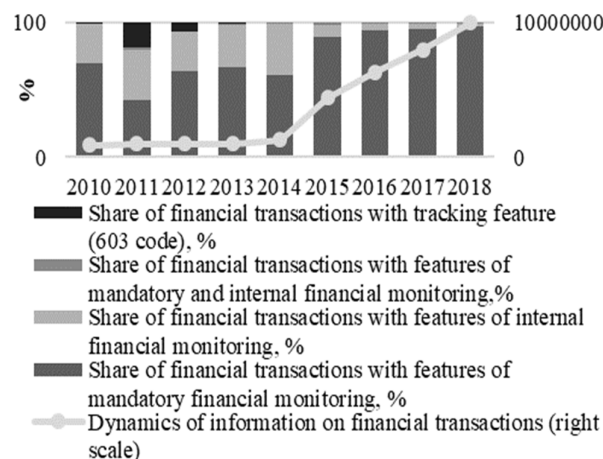 100
10000000
%
0
0
2010 2011 2012 2013 2014 2015 2016 2017 2018
Share of financial transactions with tracking feature
(603 code), %
Share of financial transactions with features of
mandatory and internal financial monitoring,%
Share of financial transactions with features of internal
financial monitoring, %
Share of financial transactions with features of
mandatory financial monitoring, %
Dynamics of information on financial transactions (right
scale)